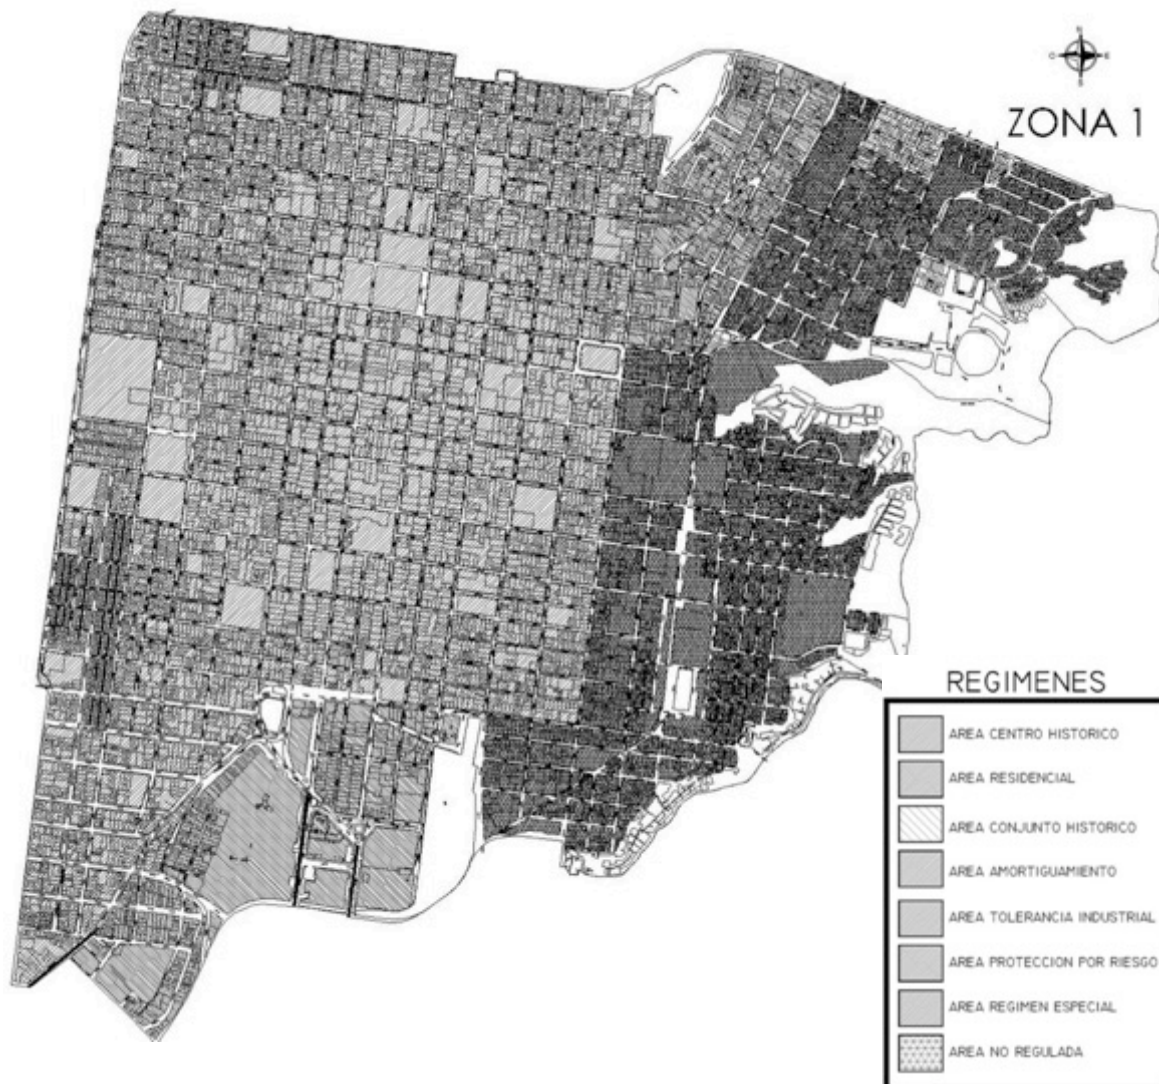 ZONA 1
REGIMENES
AREA CENTRO HISTORICO
AREA RESIDENCIAL
AREA CONJUNTO HISTORICO
AREA AMORTIGUAMIENTO
AREA TOLERANCIA INDUSTRIAL
AREA PROTECCION POR RIESGO
AREA REGIMEN ESPECIAL
AREA NO REGULADA